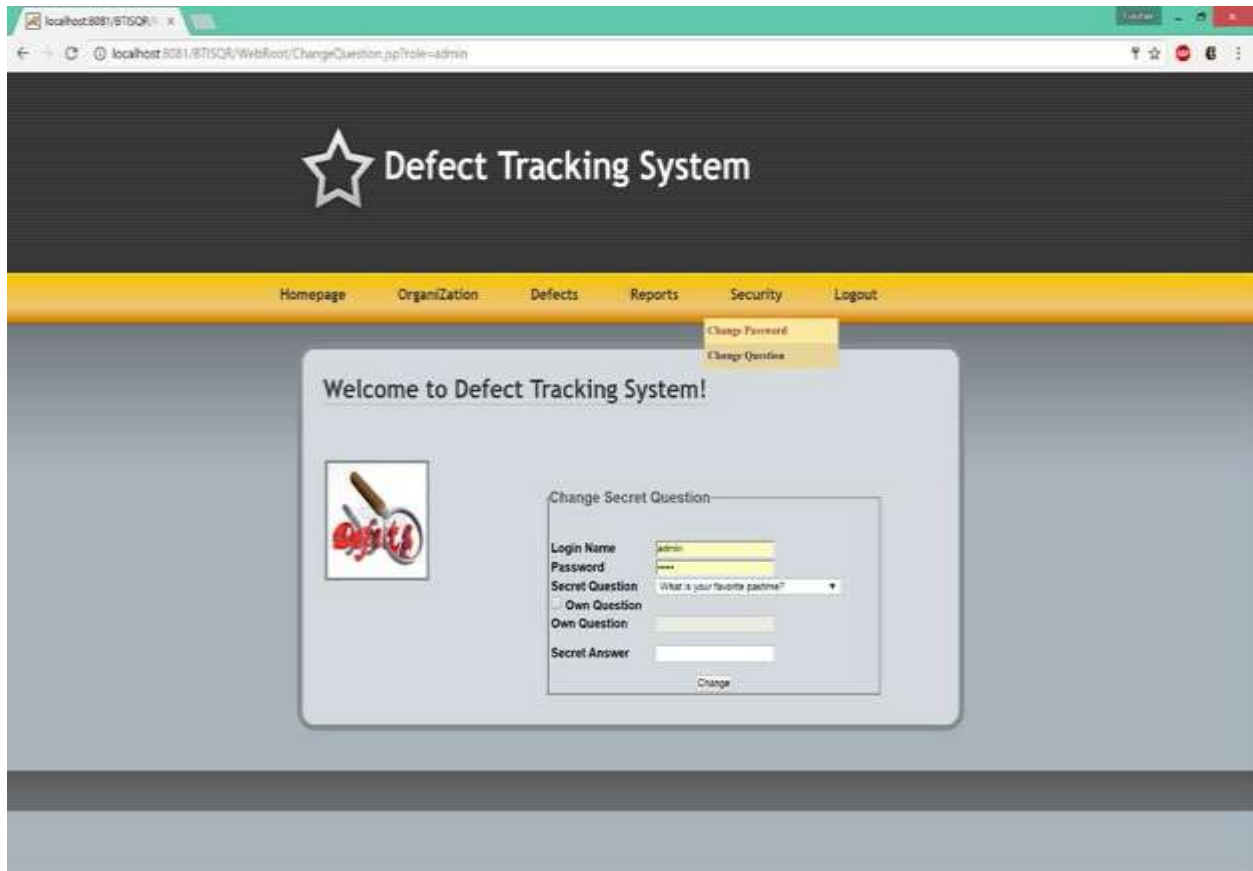 localhost:8081/BTISQR/
localhost:8081/BTISQR/WebRoot/ChangeQuestion.jsp?role=admin
Defect Tracking System
Homepage OrganiZation Defects Reports Security Logout
Change Password
Change Question
Welcome to Defect Tracking System!
Defects
Change Secret Question
Login Name admin
Password •••••
Secret Question What is your favorite pastime?
Own Question
Own Question
Secret Answer
Change